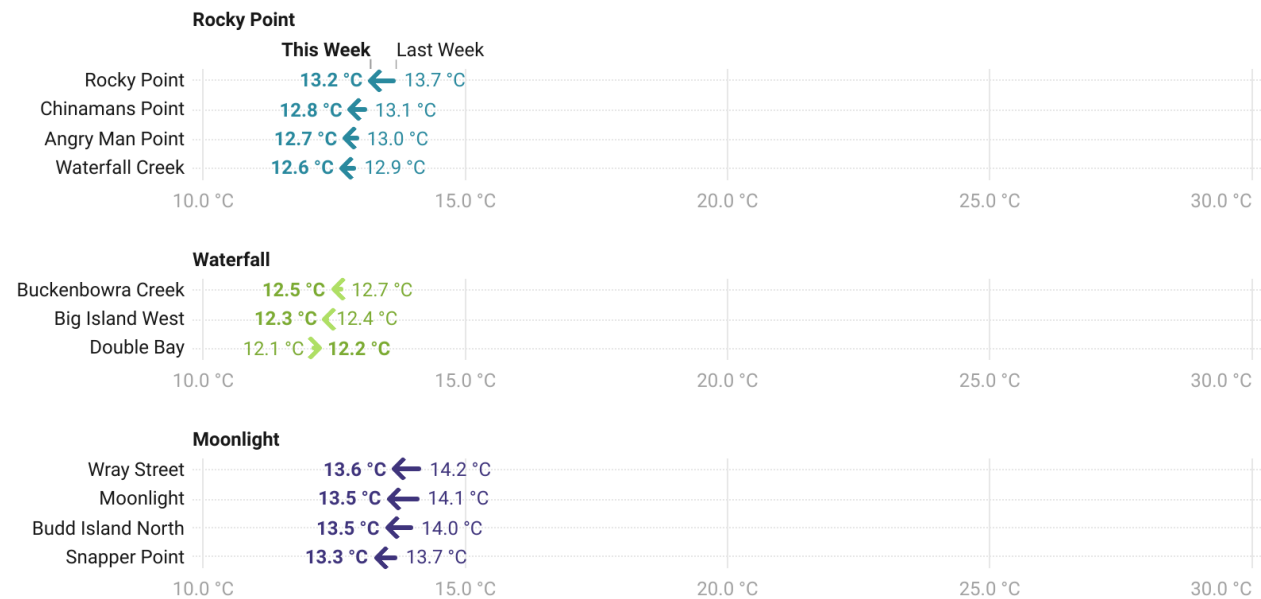 Rocky Point
This Week Last Week
Rocky Point 13.2 °C 13.7 °C
Chinamans Point 12.8 °C 13.1 °C
Angry Man Point 12.7 °C 13.0 °C
Waterfall Creek 12.6 °C 12.9 °C
10.0 °C 15.0 °C 20.0 °C 25.0 °C 30.0 °C
Waterfall
Buckenbowra Creek 12.5 °C 12.7 °C
Big Island West 12.3 °C 12.4 °C
Double Bay 12.1 °C 12.2 °C
10.0 °C 15.0 °C 20.0 °C 25.0 °C 30.0 °C
Moonlight
Wray Street 13.6 °C 14.2 °C
Moonlight 13.5 °C 14.1 °C
Budd Island North 13.5 °C 14.0 °C
Snapper Point 13.3 °C 13.7 °C
10.0 °C 15.0 °C 20.0 °C 25.0 °C 30.0 °C